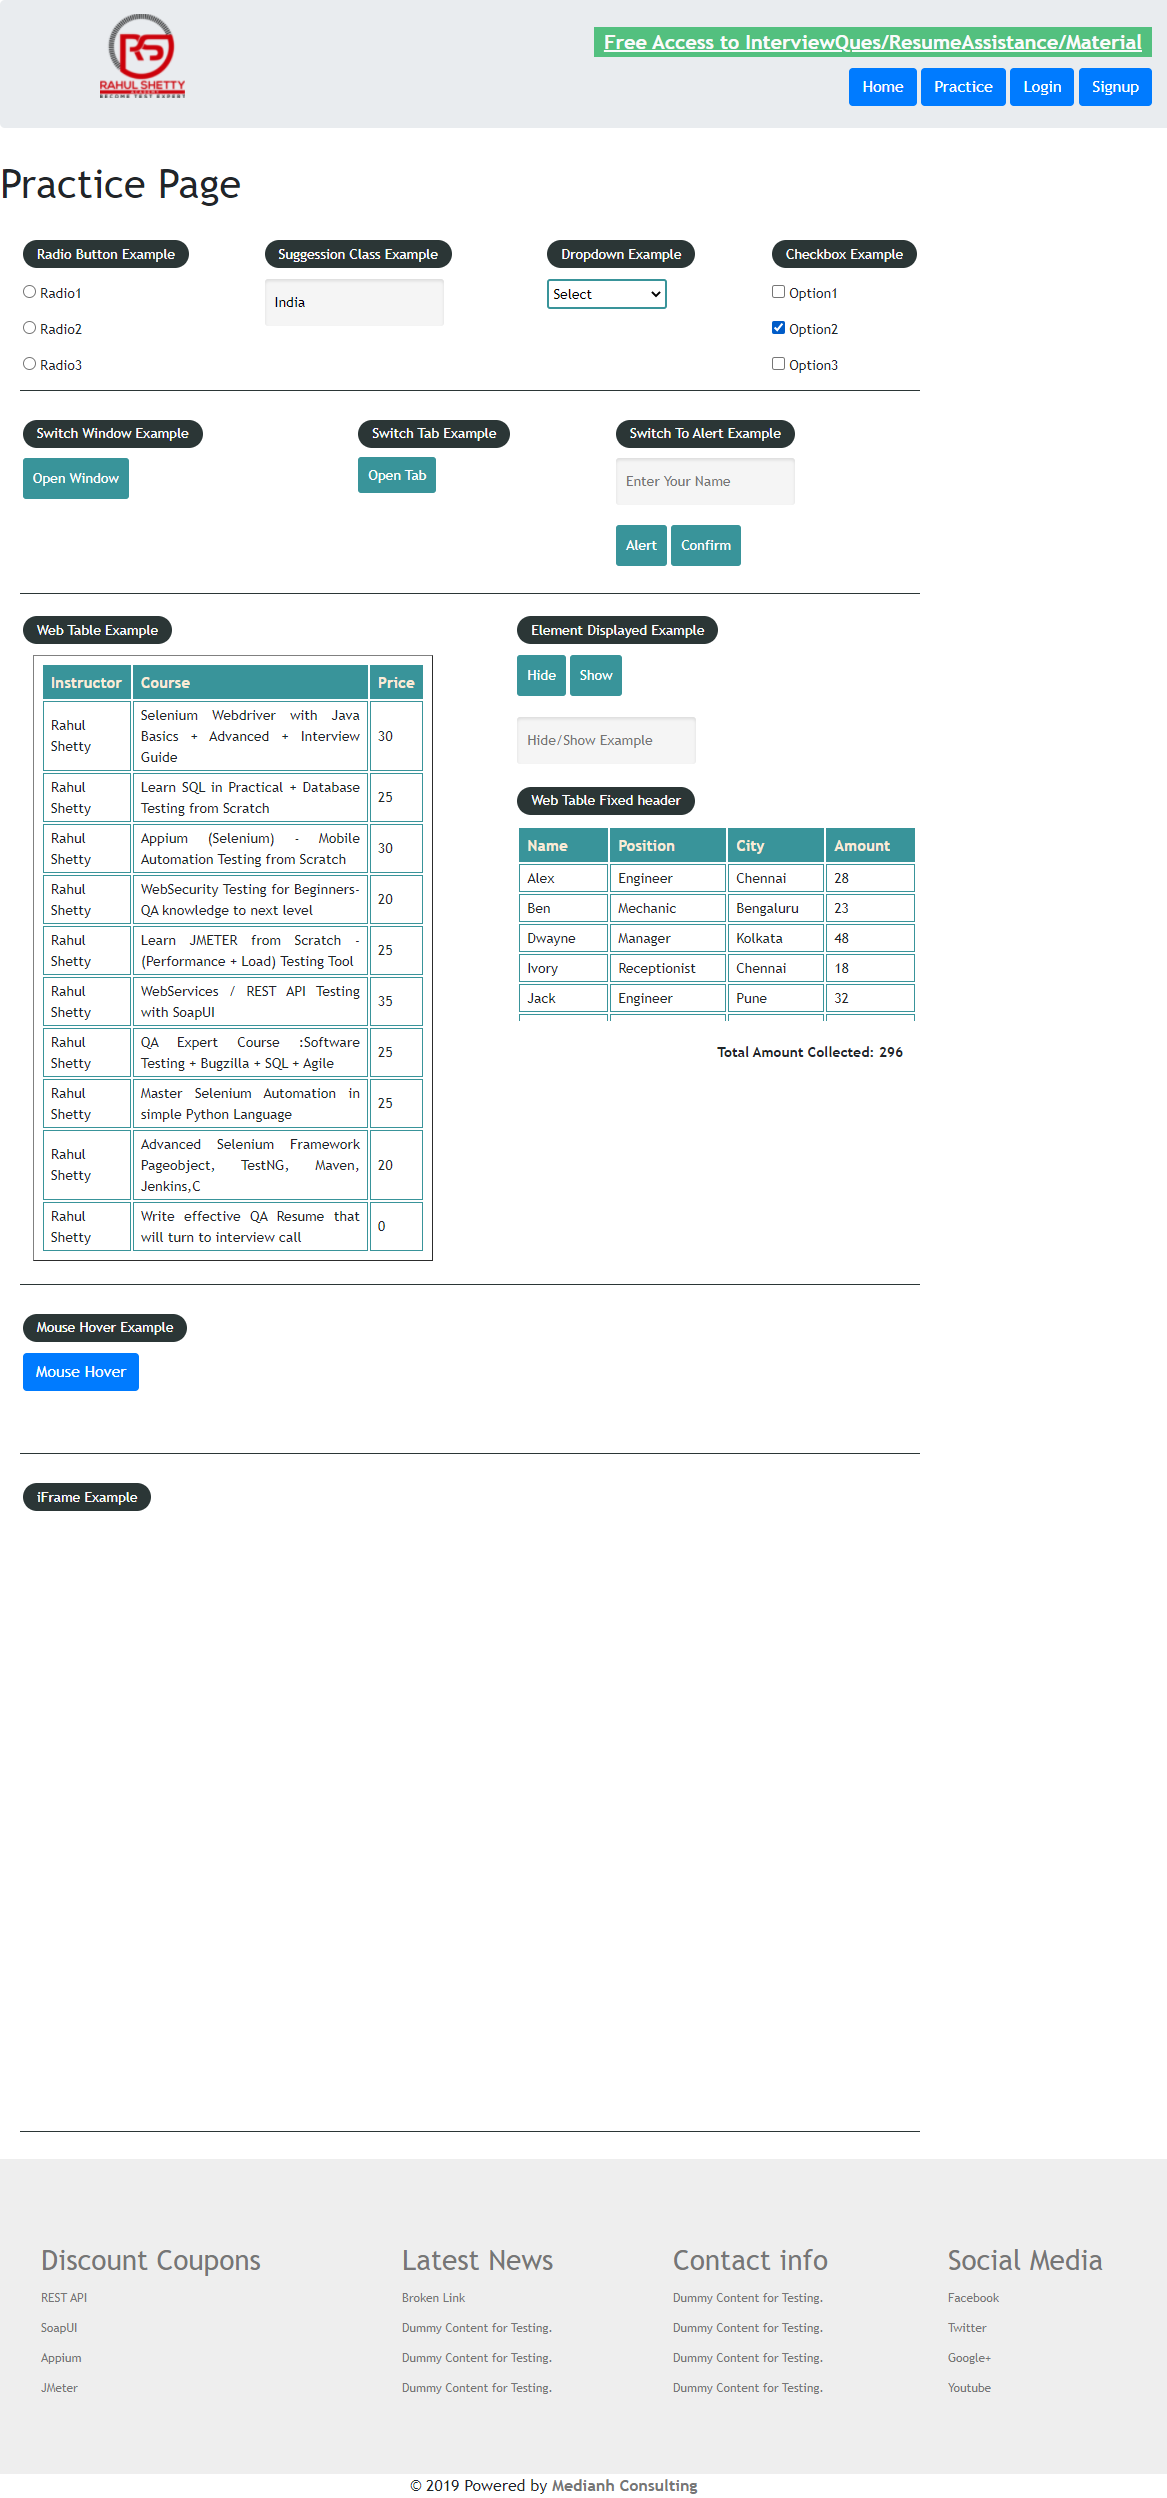 RS
RAHUL SHETTY
ACADEMY
BECOME TEST EXPERT
Free Access to InterviewQues/ResumeAssistance/Material
Home Practice Login Signup
Practice Page
Radio Button Example
Radio1
Radio2
Radio3
Suggession Class Example
India
Dropdown Example
Select
Checkbox Example
Option1
Option2
Option3
Switch Window Example
Open Window
Switch Tab Example
Open Tab
Switch To Alert Example
Enter Your Name
Alert Confirm
Web Table Example
Instructor Course Price
Rahul Shetty Selenium Webdriver with Java Basics + Advanced + Interview Guide 30
Rahul Shetty Learn SQL in Practical + Database Testing from Scratch 25
Rahul Shetty Appium (Selenium) - Mobile Automation Testing from Scratch 30
Rahul Shetty WebSecurity Testing for Beginners-QA knowledge to next level 20
Rahul Shetty Learn JMETER from Scratch - (Performance + Load) Testing Tool 25
Rahul Shetty WebServices / REST API Testing with SoapUI 35
Rahul Shetty QA Expert Course :Software Testing + Bugzilla + SQL + Agile 25
Rahul Shetty Master Selenium Automation in simple Python Language 25
Rahul Shetty Advanced Selenium Framework Pageobject, TestNG, Maven, Jenkins,C 20
Rahul Shetty Write effective QA Resume that will turn to interview call 0
Element Displayed Example
Hide Show
Hide/Show Example
Web Table Fixed header
Name Position City Amount
Alex Engineer Chennai 28
Ben Mechanic Bengaluru 23
Dwayne Manager Kolkata 48
Ivory Receptionist Chennai 18
Jack Engineer Pune 32
Total Amount Collected: 296
Mouse Hover Example
Mouse Hover
iFrame Example
Discount Coupons
REST API
SoapUI
Appium
JMeter
Latest News
Broken Link
Dummy Content for Testing.
Dummy Content for Testing.
Dummy Content for Testing.
Contact info
Dummy Content for Testing.
Dummy Content for Testing.
Dummy Content for Testing.
Dummy Content for Testing.
Social Media
Facebook
Twitter
Google+
Youtube
© 2019 Powered by Medianh Consulting